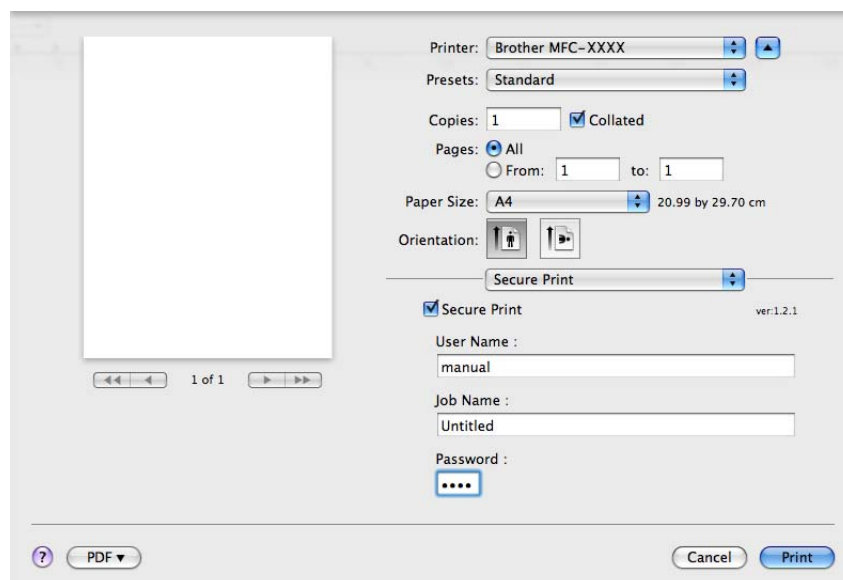 Printer: Brother MFC-XXXX
Presets: Standard
Copies: 1 Collated
Pages: All
From: 1 to: 1
Paper Size: A4 20.99 by 29.70 cm
Orientation:
Secure Print
Secure Print ver:1.2.1
User Name :
manual
Job Name :
Untitled
Password :
••••
1 of 1
? PDF▼ Cancel Print